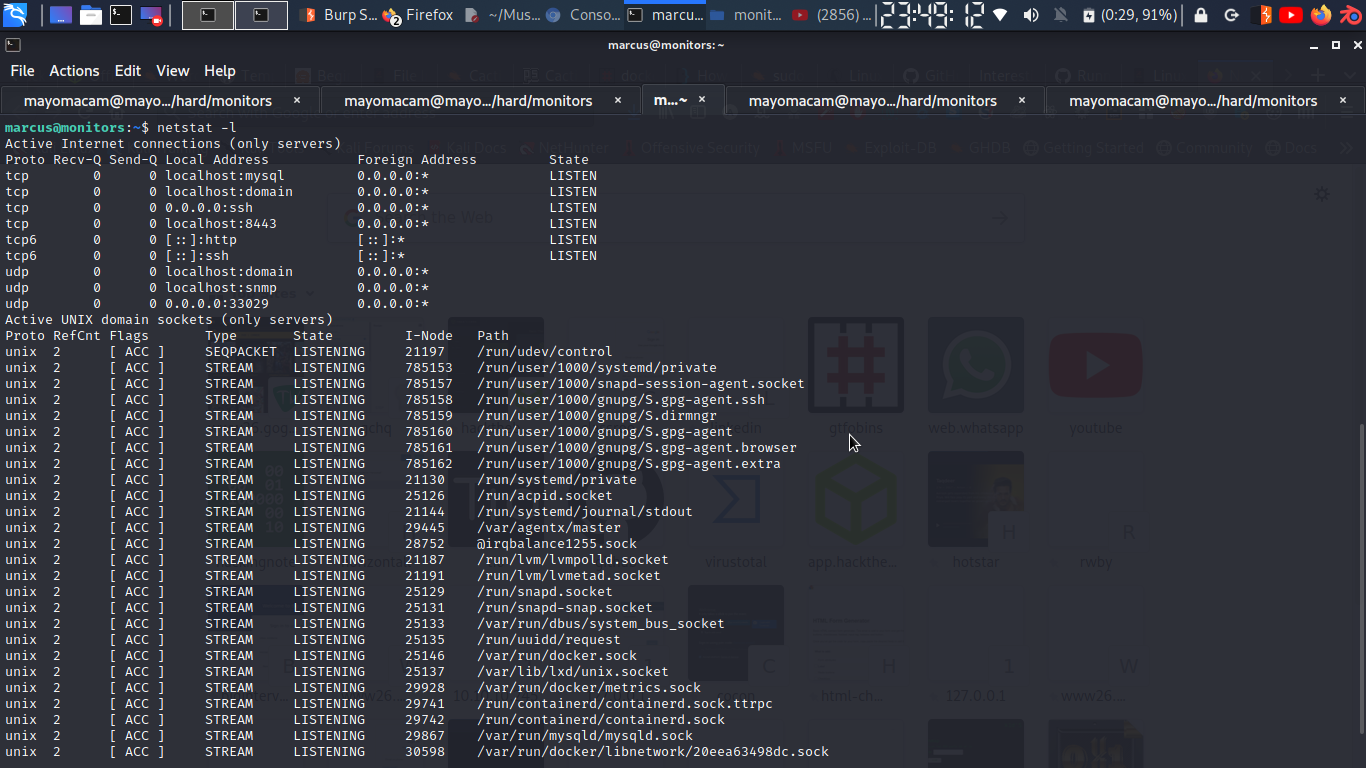 Burp S... 2 Firefox ~/Mus... Conso... marcu... monit... (2856) ... 23:49: 12 (0:29, 91%)
marcus@monitors: ~
File Actions Edit View Help
mayomacam@mayo.../hard/monitors × mayomacam@mayo.../hard/monitors × m...~ × mayomacam@mayo.../hard/monitors × mayomacam@mayo.../hard/monitors ×
marcus@monitors:~$ netstat -l
Active Internet connections (only servers)
Proto Recv-Q Send-Q Local Address Foreign Address State
tcp 0 0 localhost:mysql 0.0.0.0:* LISTEN
tcp 0 0 localhost:domain 0.0.0.0:* LISTEN
tcp 0 0 0.0.0.0:ssh 0.0.0.0:* LISTEN
tcp 0 0 localhost:8443 0.0.0.0:* LISTEN
tcp6 0 0 [::]:http [::]:* LISTEN
tcp6 0 0 [::]:ssh [::]:* LISTEN
udp 0 0 localhost:domain 0.0.0.0:*
udp 0 0 localhost:snmp 0.0.0.0:*
udp 0 0 0.0.0.0:33029 0.0.0.0:*
Active UNIX domain sockets (only servers)
Proto RefCnt Flags Type State I-Node Path
unix 2 [ ACC ] SEQPACKET LISTENING 21197 /run/udev/control
unix 2 [ ACC ] STREAM LISTENING 785153 /run/user/1000/systemd/private
unix 2 [ ACC ] STREAM LISTENING 785157 /run/user/1000/snapd-session-agent.socket
unix 2 [ ACC ] STREAM LISTENING 785158 /run/user/1000/gnupg/S.gpg-agent.ssh
unix 2 [ ACC ] STREAM LISTENING 785159 /run/user/1000/gnupg/S.dirmngr
unix 2 [ ACC ] STREAM LISTENING 785160 /run/user/1000/gnupg/S.gpg-agent
unix 2 [ ACC ] STREAM LISTENING 785161 /run/user/1000/gnupg/S.gpg-agent.browser
unix 2 [ ACC ] STREAM LISTENING 785162 /run/user/1000/gnupg/S.gpg-agent.extra
unix 2 [ ACC ] STREAM LISTENING 21130 /run/systemd/private
unix 2 [ ACC ] STREAM LISTENING 25126 /run/acpid.socket
unix 2 [ ACC ] STREAM LISTENING 21144 /run/systemd/journal/stdout
unix 2 [ ACC ] STREAM LISTENING 29445 /var/agentx/master
unix 2 [ ACC ] STREAM LISTENING 28752 @irqbalance1255.sock
unix 2 [ ACC ] STREAM LISTENING 21187 /run/lvm/lvmpolld.socket
unix 2 [ ACC ] STREAM LISTENING 21191 /run/lvm/lvmetad.socket
unix 2 [ ACC ] STREAM LISTENING 25129 /run/snapd.socket
unix 2 [ ACC ] STREAM LISTENING 25131 /run/snapd-snap.socket
unix 2 [ ACC ] STREAM LISTENING 25133 /var/run/dbus/system_bus_socket
unix 2 [ ACC ] STREAM LISTENING 25135 /run/uuidd/request
unix 2 [ ACC ] STREAM LISTENING 25146 /var/run/docker.sock
unix 2 [ ACC ] STREAM LISTENING 25137 /var/lib/lxd/unix.socket
unix 2 [ ACC ] STREAM LISTENING 29928 /var/run/docker/metrics.sock
unix 2 [ ACC ] STREAM LISTENING 29741 /run/containerd/containerd.sock.ttrpc
unix 2 [ ACC ] STREAM LISTENING 29742 /run/containerd/containerd.sock
unix 2 [ ACC ] STREAM LISTENING 29867 /var/run/mysqld/mysqld.sock
unix 2 [ ACC ] STREAM LISTENING 30598 /var/run/docker/libnetwork/20eea63498dc.sock